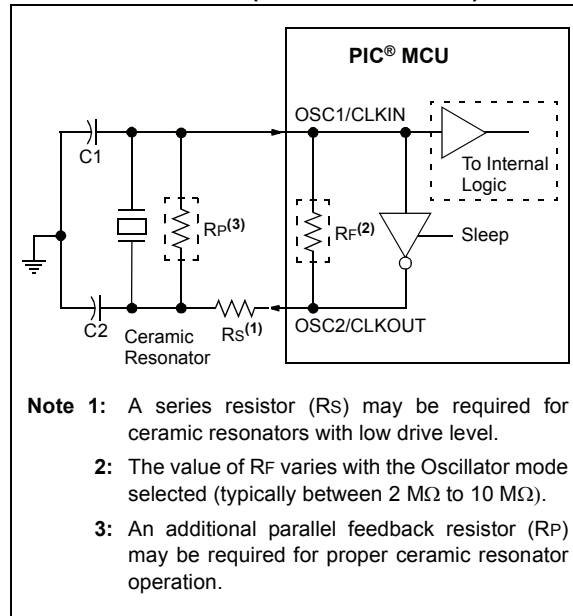 PIC® MCU
OSC1/CLKIN
C1
To Internal
Logic
RP(3)
RF(2)
Sleep
C2
Ceramic
Resonator
RS(1)
OSC2/CLKOUT
Note 1: A series resistor (RS) may be required for
ceramic resonators with low drive level.
2: The value of RF varies with the Oscillator mode
selected (typically between 2 MΩ to 10 MΩ).
3: An additional parallel feedback resistor (RP)
may be required for proper ceramic resonator
operation.